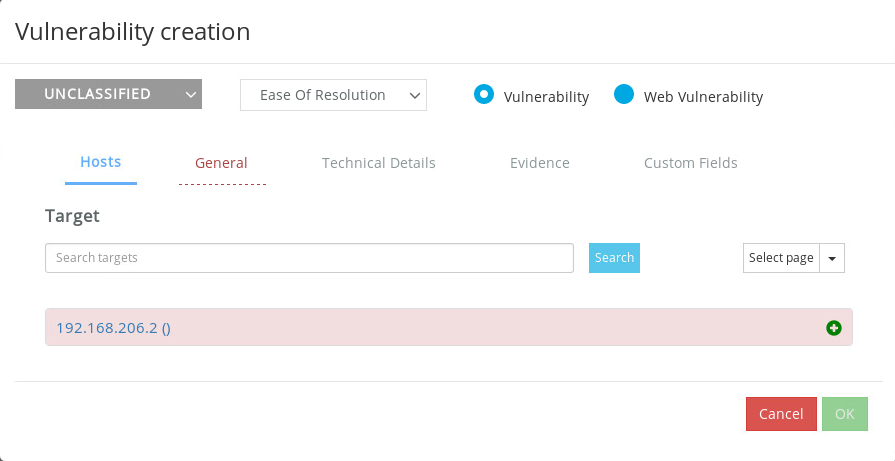 Vulnerability creation
UNCLASSIFIED Ease Of Resolution Vulnerability Web Vulnerability
Hosts General Technical Details Evidence Custom Fields
Target
Search targets Search Select page
192.168.206.2 ()
Cancel OK